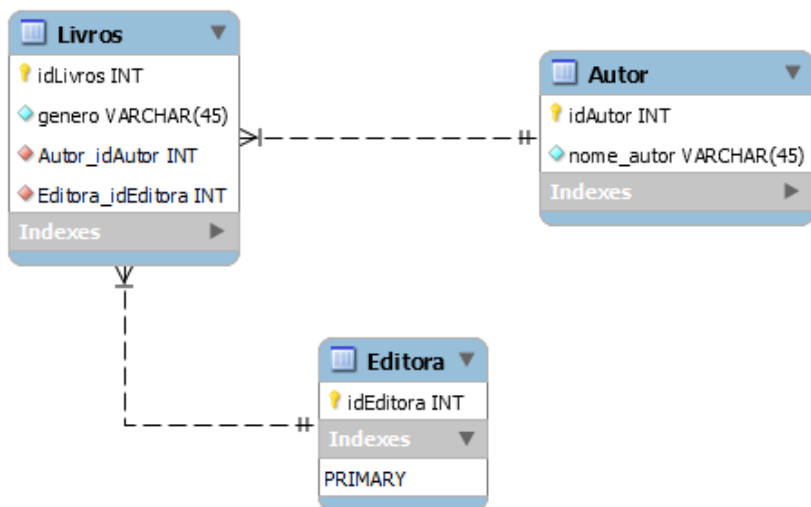 Livros
idLivros INT
genero VARCHAR(45)
Autor_idAutor INT
Editora_idEditora INT
Indexes
Autor
idAutor INT
nome_autor VARCHAR(45)
Indexes
Editora
idEditora INT
Indexes
PRIMARY